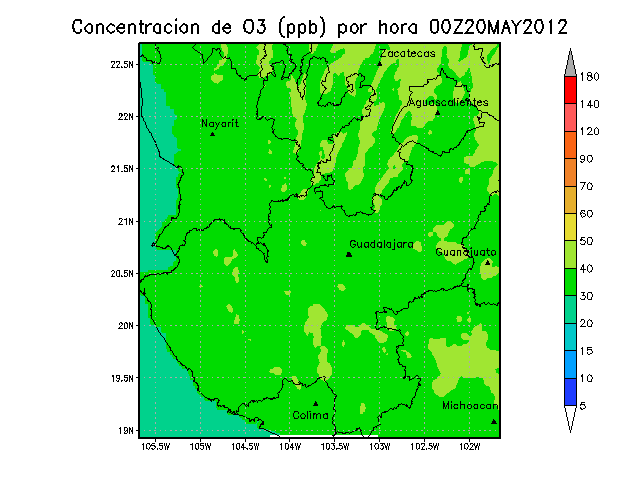 Concentracion de O3 (ppb) por hora 00Z20MAY2012
Zacatecas
22.5N
180
140
Aguascalientes
22N
Nayarit
120
90
21.5N
70
21N
60
50
Guadalajara
Guanajuato
20.5N
40
30
20N
20
15
19.5N
10
Michoacan
5
Colima
19N
105.5W 105W 104.5W 104W 103.5W 103W 102.5W 102W